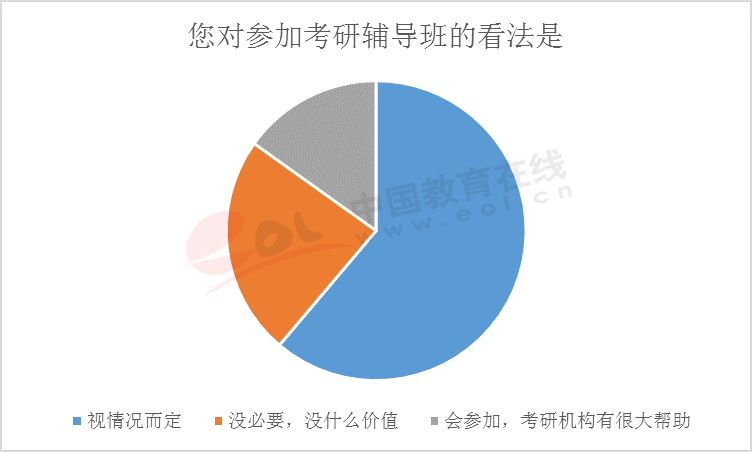 您对参加考研辅导班的看法是
eol 中国教育在线
www.eol.cn
视情况而定 没必要，没什么价值 会参加，考研机构有很大帮助